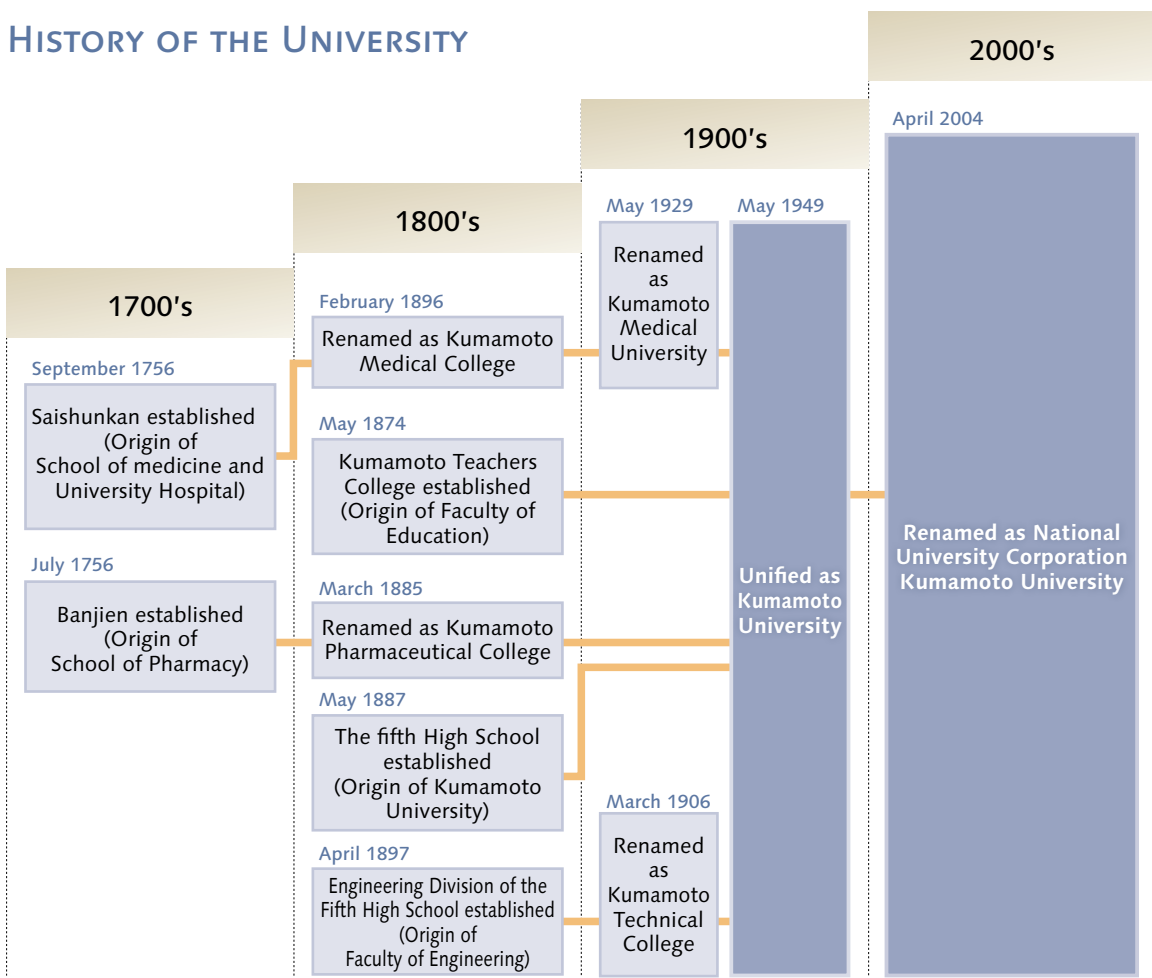 HISTORY OF THE UNIVERSITY
1700's
September 1756
Saishunkan established
(Origin of
School of medicine and
University Hospital)
July 1756
Banjien established
(Origin of
School of Pharmacy)
1800's
February 1896
Renamed as Kumamoto
Medical College
May 1874
Kumamoto Teachers
College established
(Origin of Faculty of
Education)
March 1885
Renamed as Kumamoto
Pharmaceutical College
May 1887
The fifth High School
established
(Origin of Kumamoto
University)
April 1897
Engineering Division of the
Fifth High School established
(Origin of
Faculty of Engineering)
1900's
May 1929
Renamed
as
Kumamoto
Medical
University
March 1906
Renamed
as
Kumamoto
Technical
College
May 1949
Unified as
Kumamoto
University
2000's
April 2004
Renamed as National
University Corporation
Kumamoto University